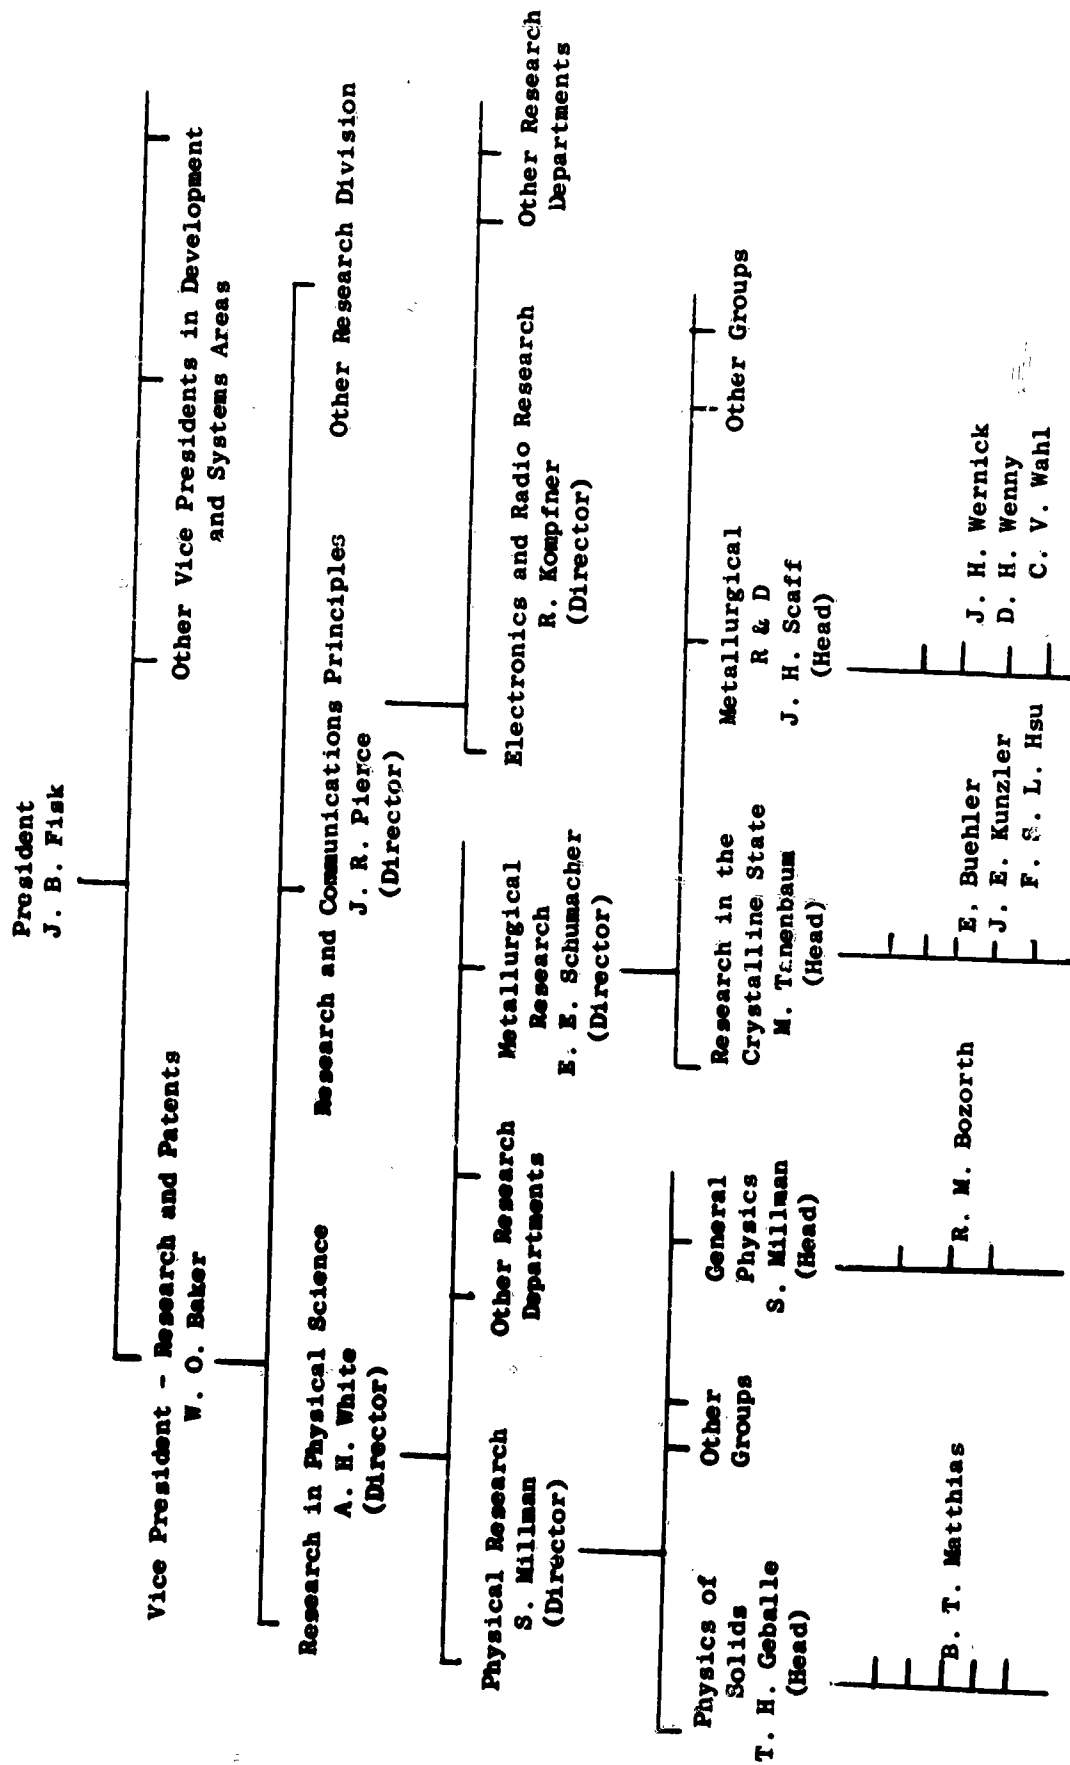 President
J. B. Fisk
Vice President - Research and Patents
W. O. Baker
Other Vice Presidents in Development
and Systems Areas
Research in Physical Science
A. H. White
(Director)
Research and Communications Principles
J. R. Pierce
(Director)
Other Research Division
Physical Research
S. Millman
(Director)
Other Research
Departments
Metallurgical
Research
E. E. Schumacher
(Director)
Electronics and Radio Research
R. Kompfner
(Director)
Other Research
Departments
Physics of
Solids
T. H. Geballe
(Head)
Other
Groups
General
Physics
S. Millman
(Head)
Research in the
Crystalline State
M. Tanenbaum
(Head)
Metallurgical
R & D
J. H. Scaff
(Head)
Other Groups
B. T. Matthias
R. M. Bozorth
E. Buehler
J. E. Kunzler
F. S. L. Hsu
J. H. Wernick
D. H. Wenny
C. V. Wahl